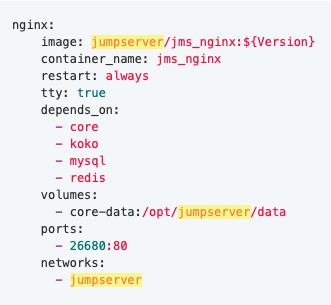 nginx:
    image: jumpserver/jms_nginx:${Version}
    container_name: jms_nginx
    restart: always
    tty: true
    depends_on:
      - core
      - koko
      - mysql
      - redis
    volumes:
      - core-data:/opt/jumpserver/data
    ports:
      - 26680:80
    networks:
      - jumpserver